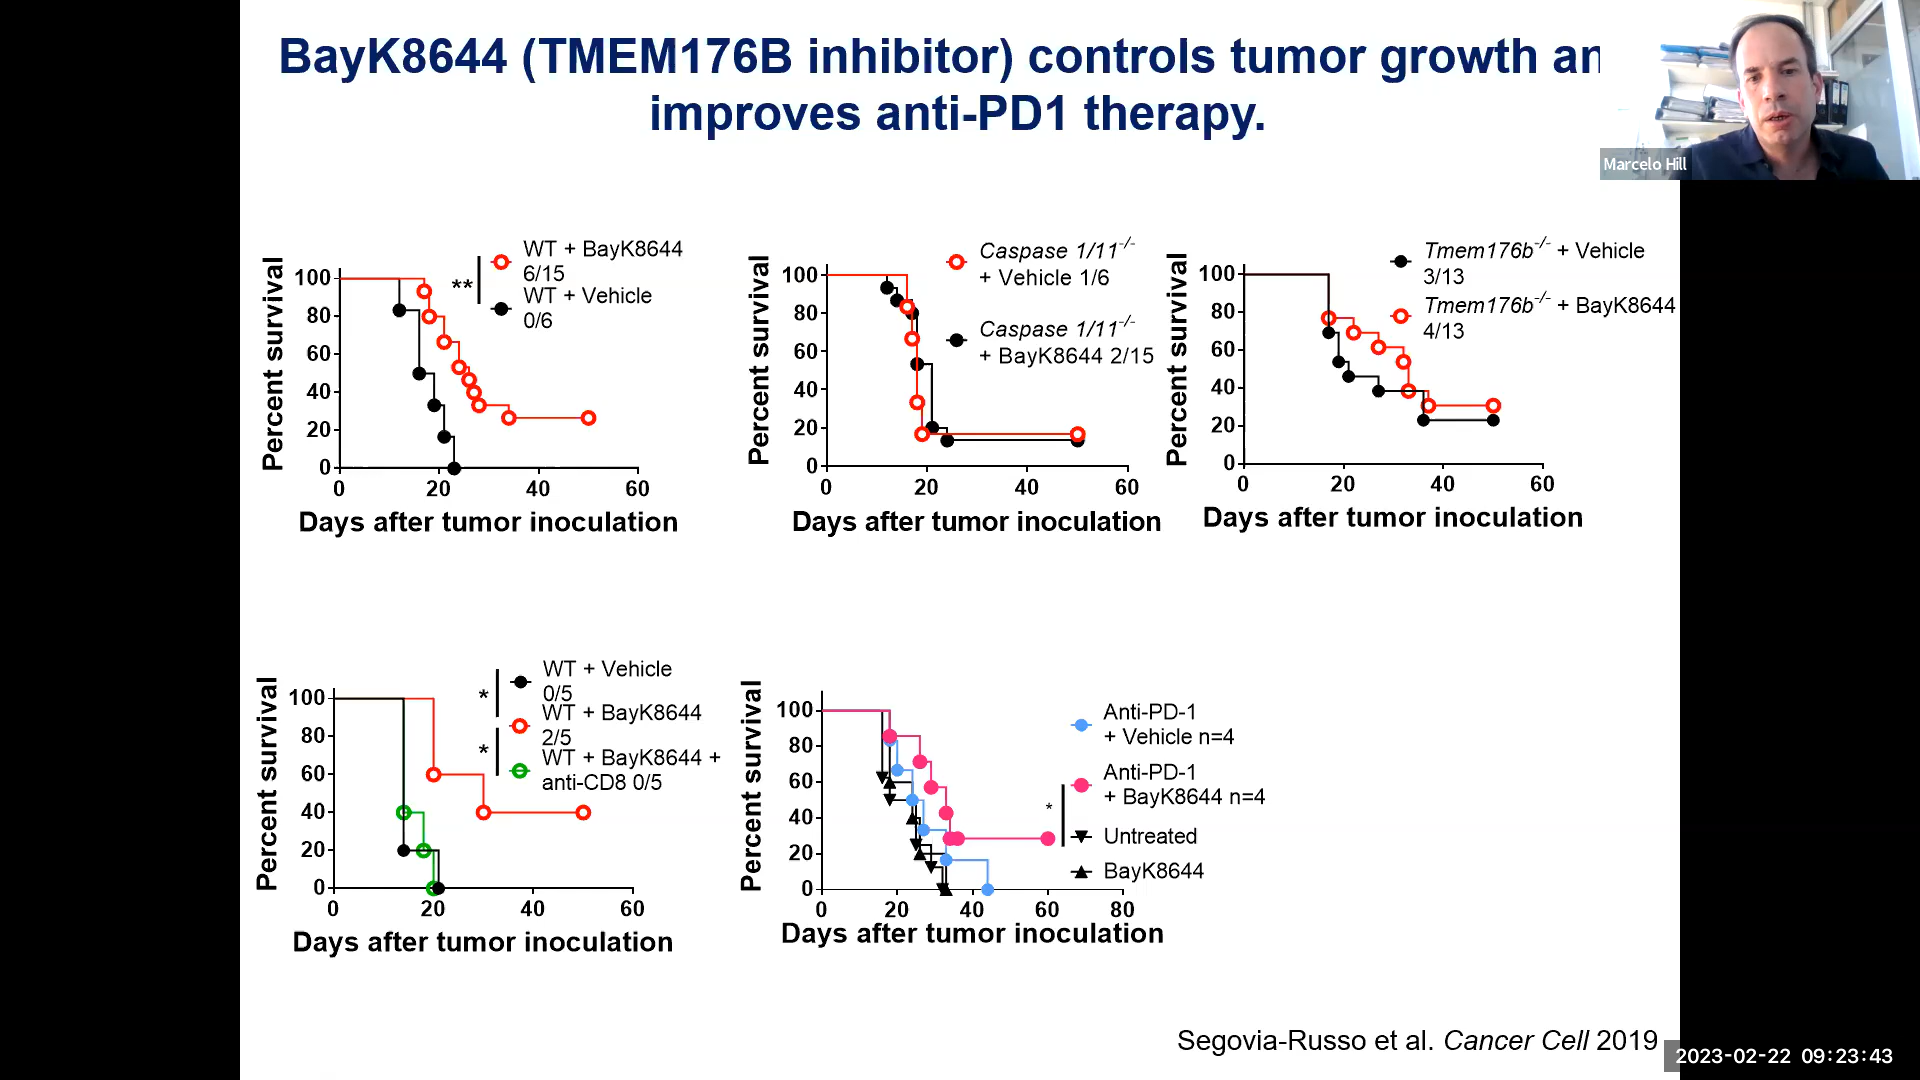 BayK8644 (TMEM176B inhibitor) controls tumor growth an
improves anti-PD1 therapy.
Marcelo Hill
Percent survival
100
80
60
40
20
0
0 20 40 60
Days after tumor inoculation
**
WT + BayK8644
6/15
WT + Vehicle
0/6
Percent survival
100
80
60
40
20
0
0 20 40 60
Days after tumor inoculation
Caspase 1/11-/-
+ Vehicle 1/6
Caspase 1/11-/-
+ BayK8644 2/15
Percent survival
100
80
60
40
20
0
0 20 40 60
Days after tumor inoculation
Tmem176b-/- + Vehicle
3/13
Tmem176b-/- + BayK8644
4/13
Percent survival
100
80
60
40
20
0
0 20 40 60
Days after tumor inoculation
*
*
WT + Vehicle
0/5
WT + BayK8644
2/5
WT + BayK8644 +
anti-CD8 0/5
Percent survival
100
80
60
40
20
0
0 20 40 60 80
Days after tumor inoculation
Anti-PD-1
+ Vehicle n=4
Anti-PD-1
+ BayK8644 n=4
*
Untreated
BayK8644
Segovia-Russo et al. Cancer Cell 2019
2023-02-22 09:23:43